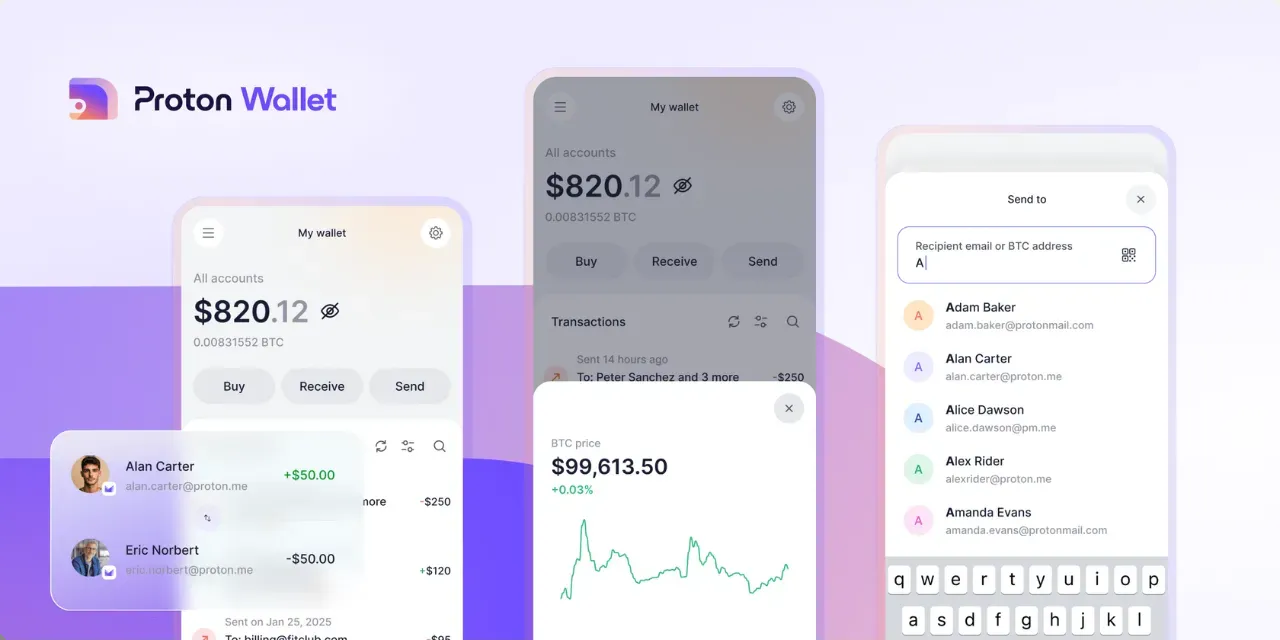 Proton Wallet
My wallet
All accounts
$820.12
0.00831552 BTC
Buy
Receive
Send
more
-$250
+$120
Sent on Jan 25, 2025
To: billing@fitclub.com
-$95
Alan Carter
alan.carter@proton.me
+$50.00
Eric Norbert
eric.norbert@proton.me
-$50.00
My wallet
All accounts
$820.12
0.00831552 BTC
Buy
Receive
Send
Transactions
Sent 14 hours ago
To: Peter Sanchez and 3 more
-$250
BTC price
$99,613.50
+0.03%
Send to
Recipient email or BTC address
A
A
Adam Baker
adam.baker@protonmail.com
A
Alan Carter
alan.carter@proton.me
A
Alice Dawson
alice.dawson@pm.me
A
Alex Rider
alexrider@proton.me
A
Amanda Evans
amanda.evans@protonmail.com
q w e r t y u i o p
a s d f g h j k l